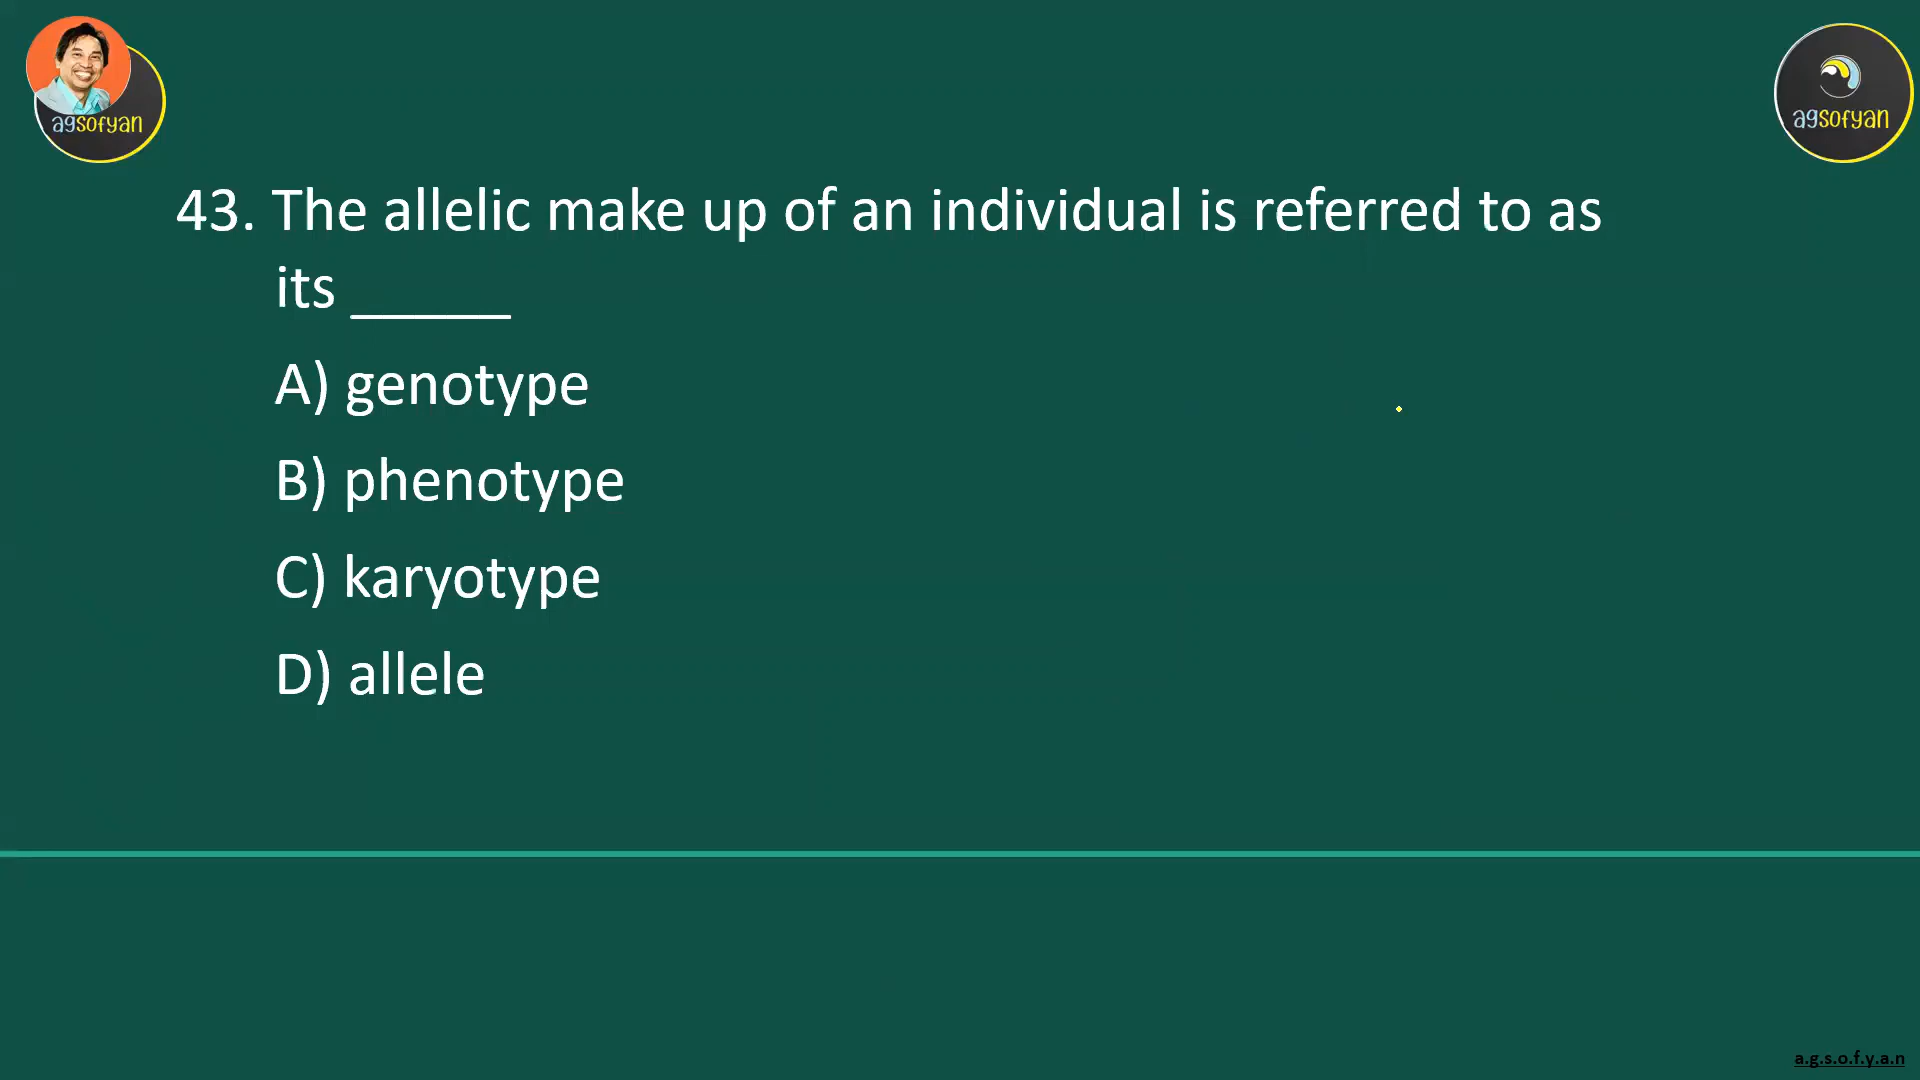 agsofyan
agsofyan
43. The allelic make up of an individual is referred to as
its _____
A) genotype
B) phenotype
C) karyotype
D) allele
a.g.s.o.f.y.a.n